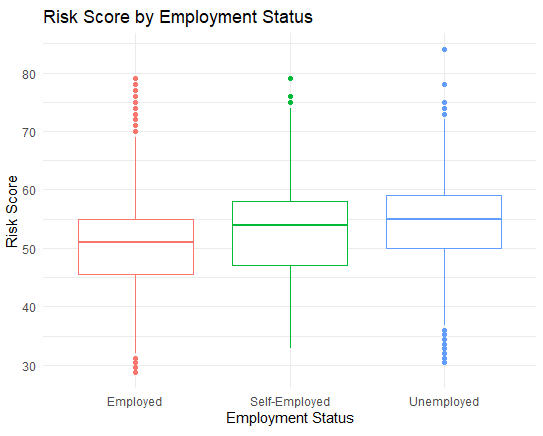 Risk Score by Employment Status
Risk Score
80
70
60
50
40
30
Employed Self-Employed Unemployed
Employment Status